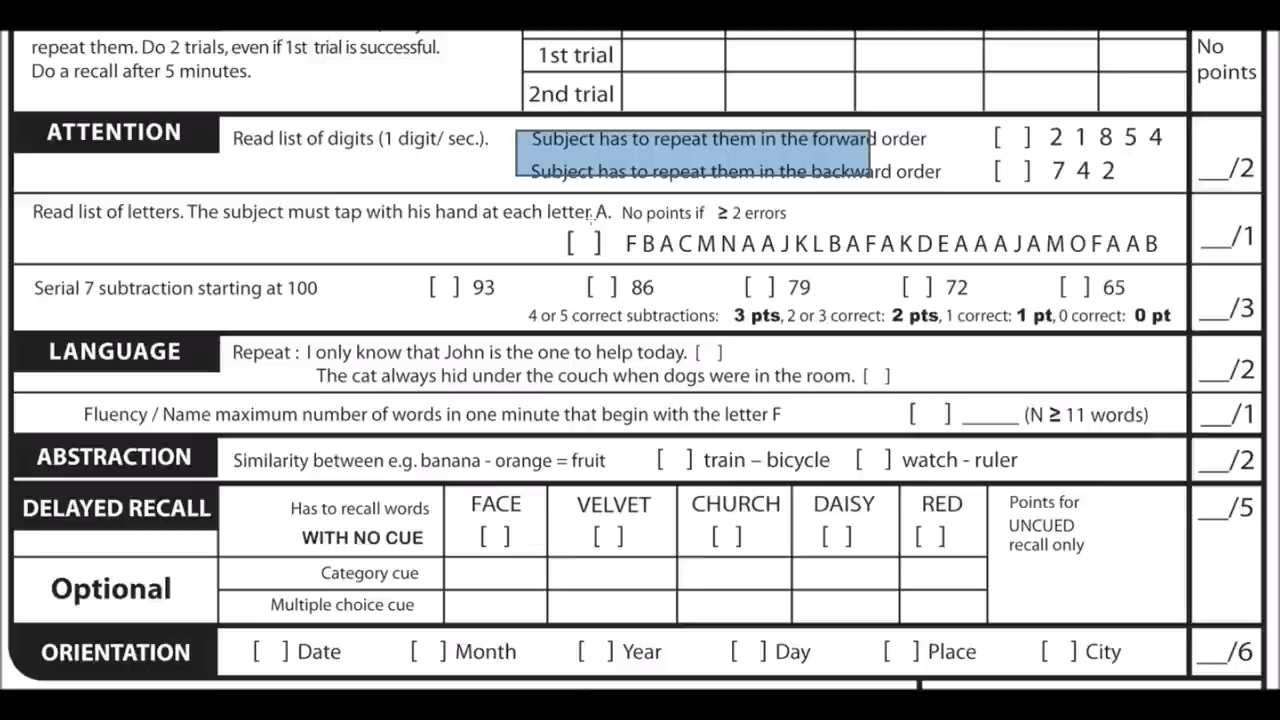 repeat them. Do 2 trials, even if 1st trial is successful.
Do a recall after 5 minutes.
1st trial
2nd trial
No
points
ATTENTION
Read list of digits (1 digit/ sec.). Subject has to repeat them in the forward order [ ] 2 1 8 5 4
Subject has to repeat them in the backward order [ ] 7 4 2 __/2
Read list of letters. The subject must tap with his hand at each letter A. No points if ≥ 2 errors
[ ] F B A C M N A A J K L B A F A K D E A A A J A M O F A A B __/1
Serial 7 subtraction starting at 100 [ ] 93 [ ] 86 [ ] 79 [ ] 72 [ ] 65
4 or 5 correct subtractions: 3 pts, 2 or 3 correct: 2 pts, 1 correct: 1 pt, 0 correct: 0 pt __/3
LANGUAGE
Repeat : I only know that John is the one to help today. [ ]
The cat always hid under the couch when dogs were in the room. [ ] __/2
Fluency / Name maximum number of words in one minute that begin with the letter F [ ] _____ (N ≥ 11 words) __/1
ABSTRACTION
Similarity between e.g. banana - orange = fruit [ ] train – bicycle [ ] watch - ruler __/2
DELAYED RECALL
Has to recall words
WITH NO CUE
FACE VELVET CHURCH DAISY RED
[ ] [ ] [ ] [ ] [ ]
Points for
UNCUED
recall only
__/5
Optional
Category cue
Multiple choice cue
ORIENTATION
[ ] Date [ ] Month [ ] Year [ ] Day [ ] Place [ ] City __/6